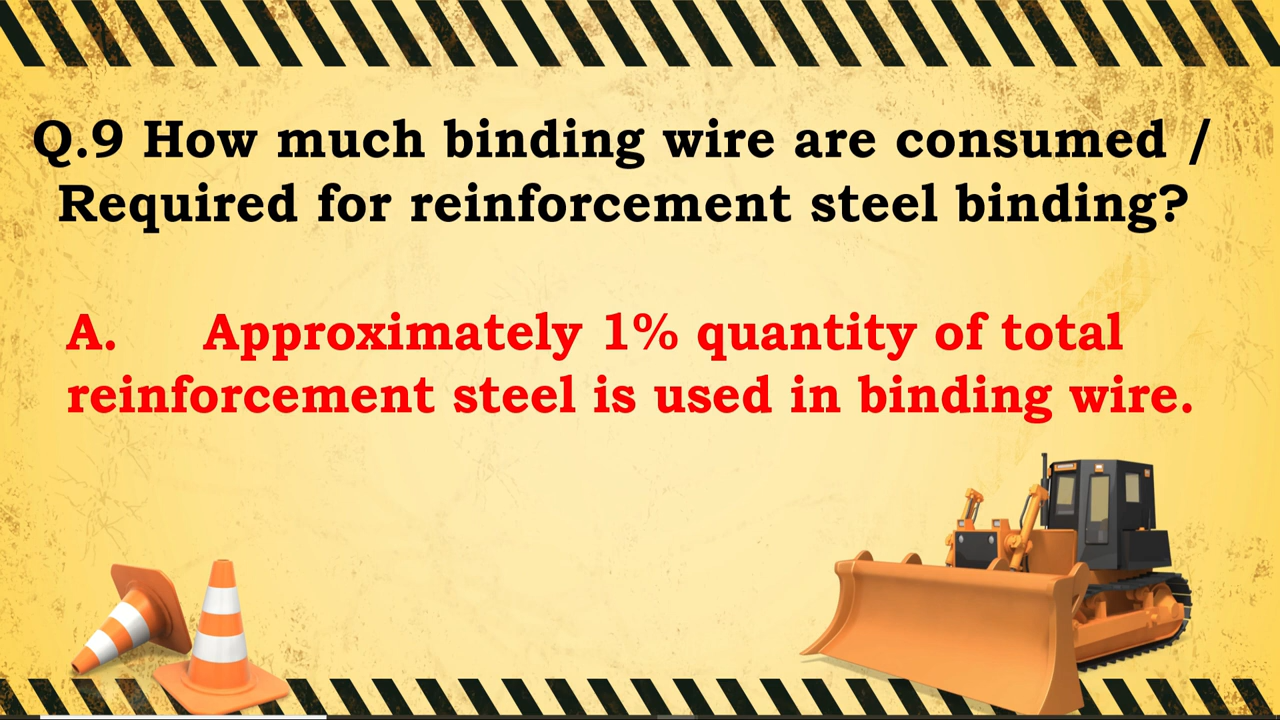 Q.9 How much binding wire are consumed /
Required for reinforcement steel binding?
A. Approximately 1% quantity of total
reinforcement steel is used in binding wire.